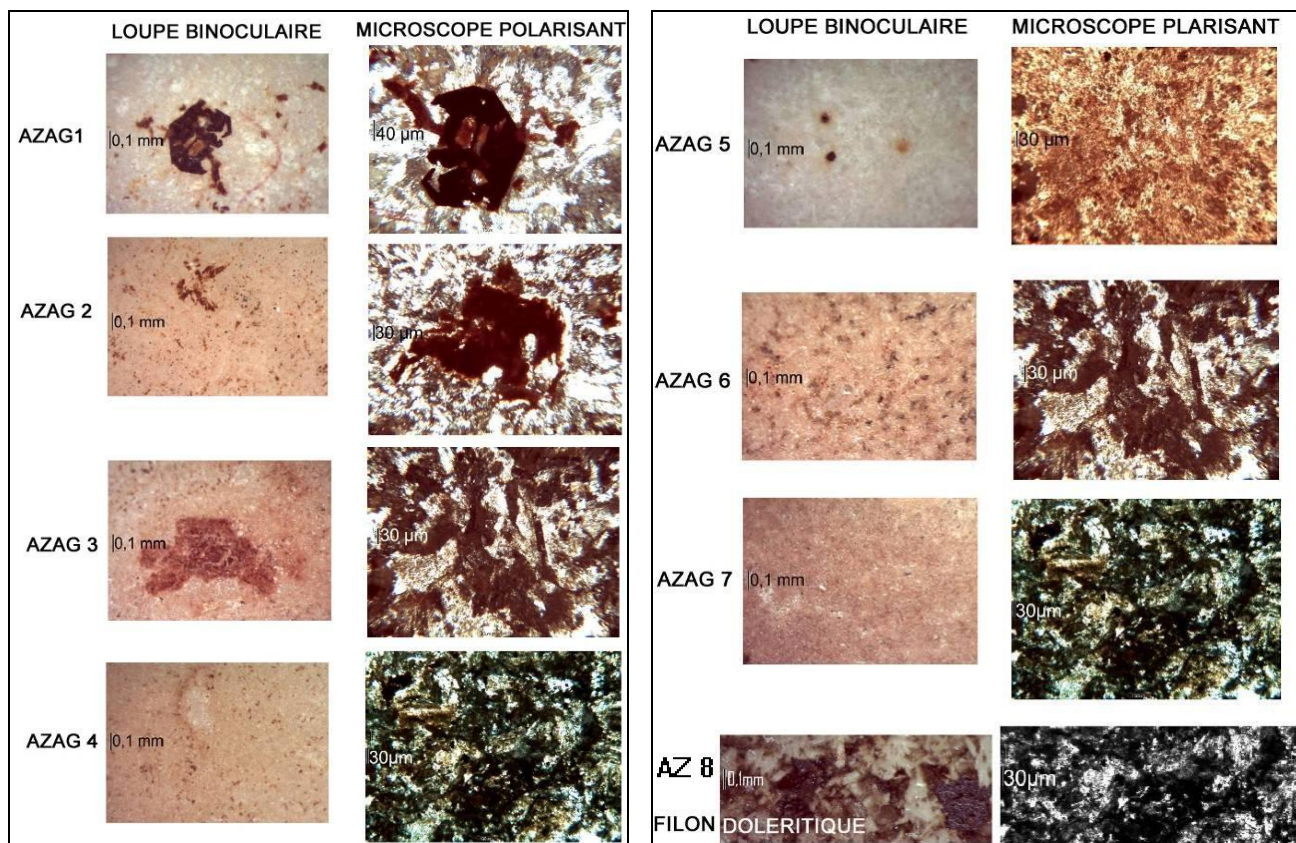 LOUPE BINOCULAIRE MICROSCOPE POLARISANT
AZAG1
|0,1 mm
|40 µm
AZAG 2
|0,1 mm
|30 µm
AZAG 3
|0,1 mm
|30 µm
AZAG 4
|0,1 mm
|30µm
LOUPE BINOCULAIRE MICROSCOPE PLARISANT
AZAG 5
|0,1 mm
|30 µm
AZAG 6
|0,1 mm
|30 µm
AZAG 7
|0,1 mm
30µm
AZ 8
|0,1mm
30µm
FILON DOLERITIQUE